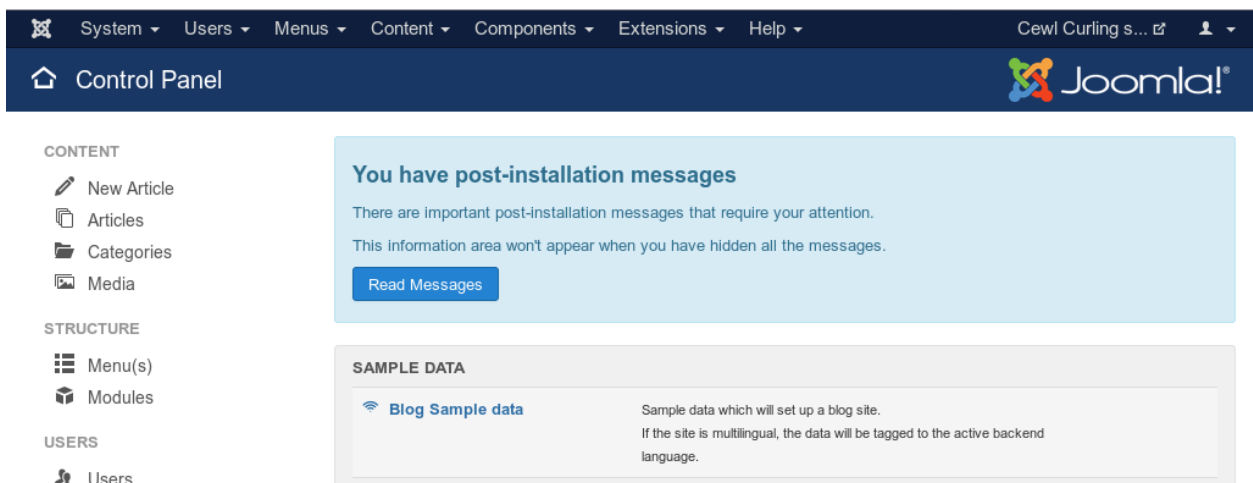 System Users Menus Content Components Extensions Help Cewl Curling s...
Control Panel Joomla!®
CONTENT
New Article
Articles
Categories
Media
STRUCTURE
Menu(s)
Modules
USERS
Users
You have post-installation messages
There are important post-installation messages that require your attention.
This information area won't appear when you have hidden all the messages.
Read Messages
SAMPLE DATA
Blog Sample data
Sample data which will set up a blog site.
If the site is multilingual, the data will be tagged to the active backend
language.